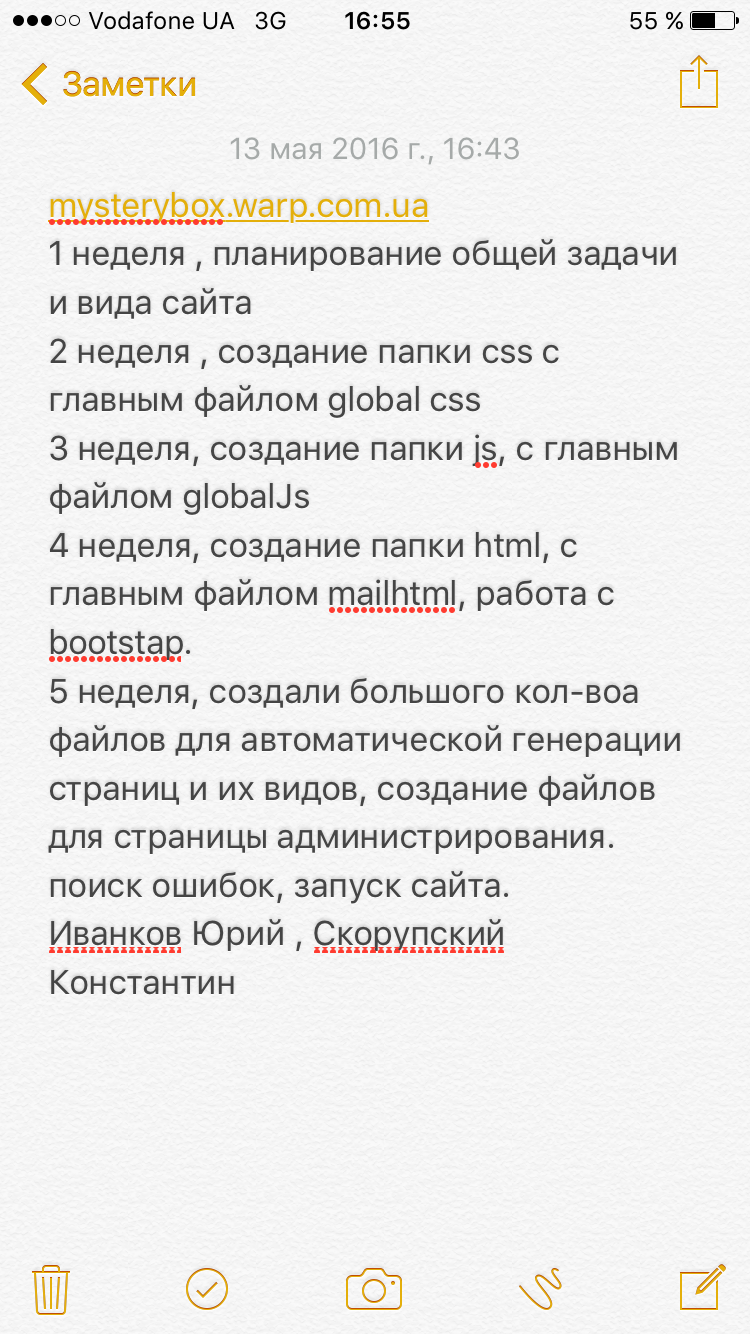 Vodafone UA 3G 16:55 55 %
Заметки
13 мая 2016 г., 16:43
mysterybox.warp.com.ua
1 неделя , планирование общей задачи
и вида сайта
2 неделя , создание папки css с
главным файлом global css
3 неделя, создание папки js, с главным
файлом globalJs
4 неделя, создание папки html, с
главным файлом mailhtml, работа с
bootstap.
5 неделя, создали большого кол-воа
файлов для автоматической генерации
страниц и их видов, создание файлов
для страницы администрирования.
поиск ошибок, запуск сайта.
Иванков Юрий , Скорупский
Константин